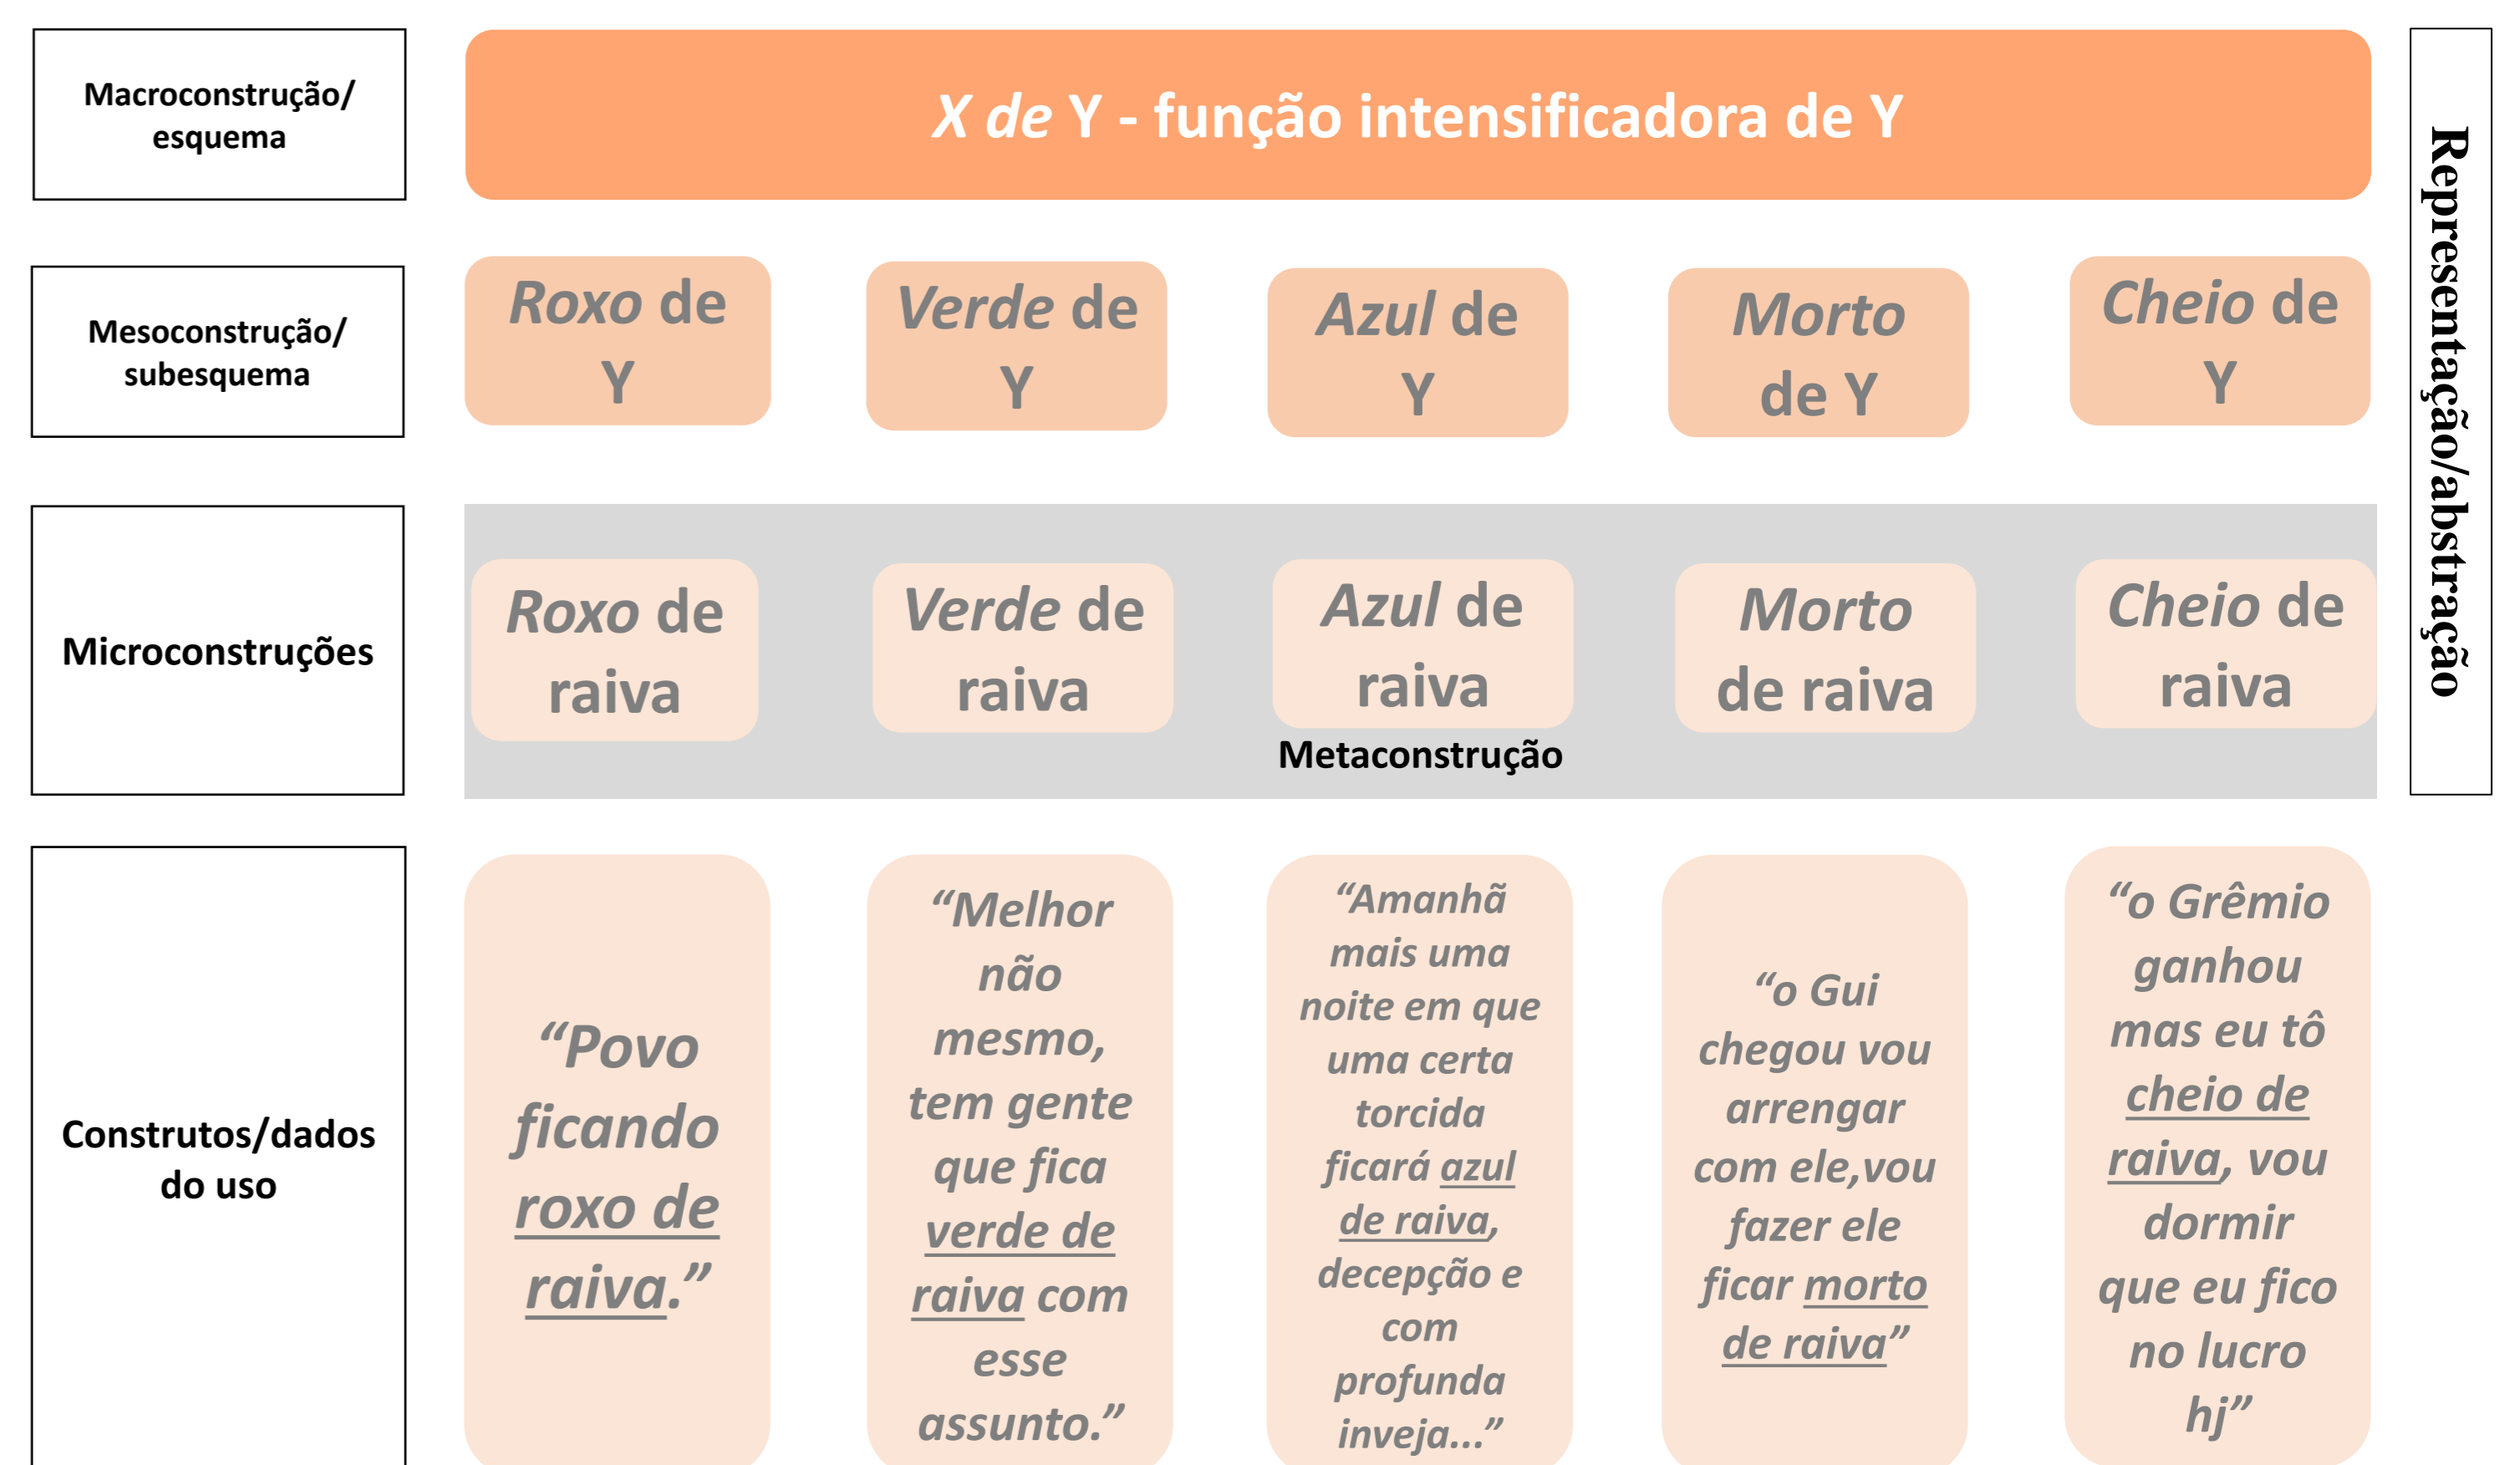 Macroconstrução/
esquema
X de Y - função intensificadora de Y
Representação/abstração
Mesoconstrução/
subesquema
Roxo de
Y
Verde de
Y
Azul de
Y
Morto
de Y
Cheio de
Y
Microconstruções
Roxo de
raiva
Verde de
raiva
Azul de
raiva
Morto
de raiva
Cheio de
raiva
Metaconstrução
Construtos/dados
do uso
“Povo
ficando
roxo de
raiva.”
“Melhor
não
mesmo,
tem gente
que fica
verde de
raiva com
esse
assunto.”
“Amanhã
mais uma
noite em que
uma certa
torcida
ficará azul
de raiva,
decepção e
com
profunda
inveja...”
“o Gui
chegou vou
arrengar
com ele,vou
fazer ele
ficar morto
de raiva”
“o Grêmio
ganhou
mas eu tô
cheio de
raiva, vou
dormir
que eu fico
no lucro
hj”